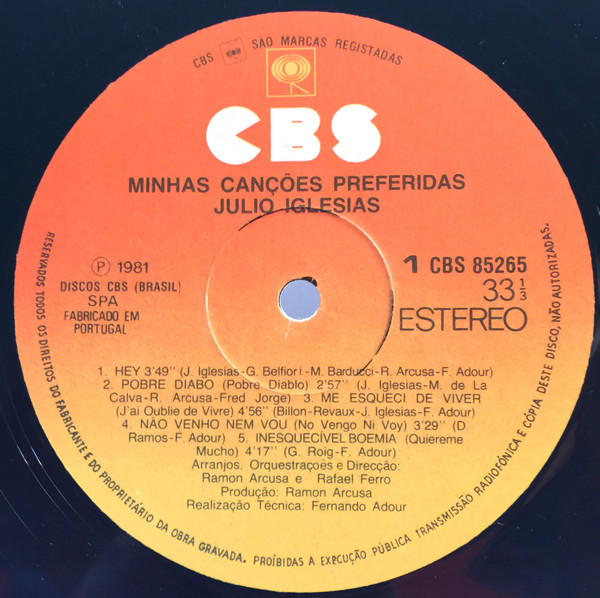 CBS SÃO MARCAS REGISTADAS
CBS
MINHAS CANÇÕES PREFERIDAS
JULIO IGLESIAS
Ⓟ 1981
DISCOS CBS (BRASIL)
SPA
FABRICADO EM
PORTUGAL
1 CBS 85265
33 1/3
ESTEREO
1. HEY 3'49" (J. Iglesias-G. Belfiori-M. Barducci-R. Arcusa-F. Adour)
2. POBRE DIABO (Pobre Diablo) 2'57" (J. Iglesias-M. de La
Calva-R. Arcusa-Fred Jorge) 3. ME ESQUECI DE VIVER
(J'ai Oublie de Vivre) 4'56" (Billon-Revaux-J. Iglesias-F. Adour)
4. NÃO VENHO NEM VOU (No Vengo Ni Voy) 3'29" (D.
Ramos-F. Adour) 5. INESQUECÍVEL BOEMIA (Quiereme
Mucho) 4'17" (G. Roig-F. Adour)
Arranjos. Orquestraçoes e Direcção:
Ramon Arcusa e Rafael Ferro
Produção: Ramon Arcusa
Realização Técnica: Fernando Adour
RESERVADOS TODOS OS DIREITOS DO FABRICANTE E DO PROPRIETÁRIO DA OBRA GRAVADA. PROÍBIDAS A EXECUÇÃO PÚBLICA TRANSMISSÃO RADIOFÓNICA E CÓPIA DESTE DISCO, NÃO AUTORIZADAS.